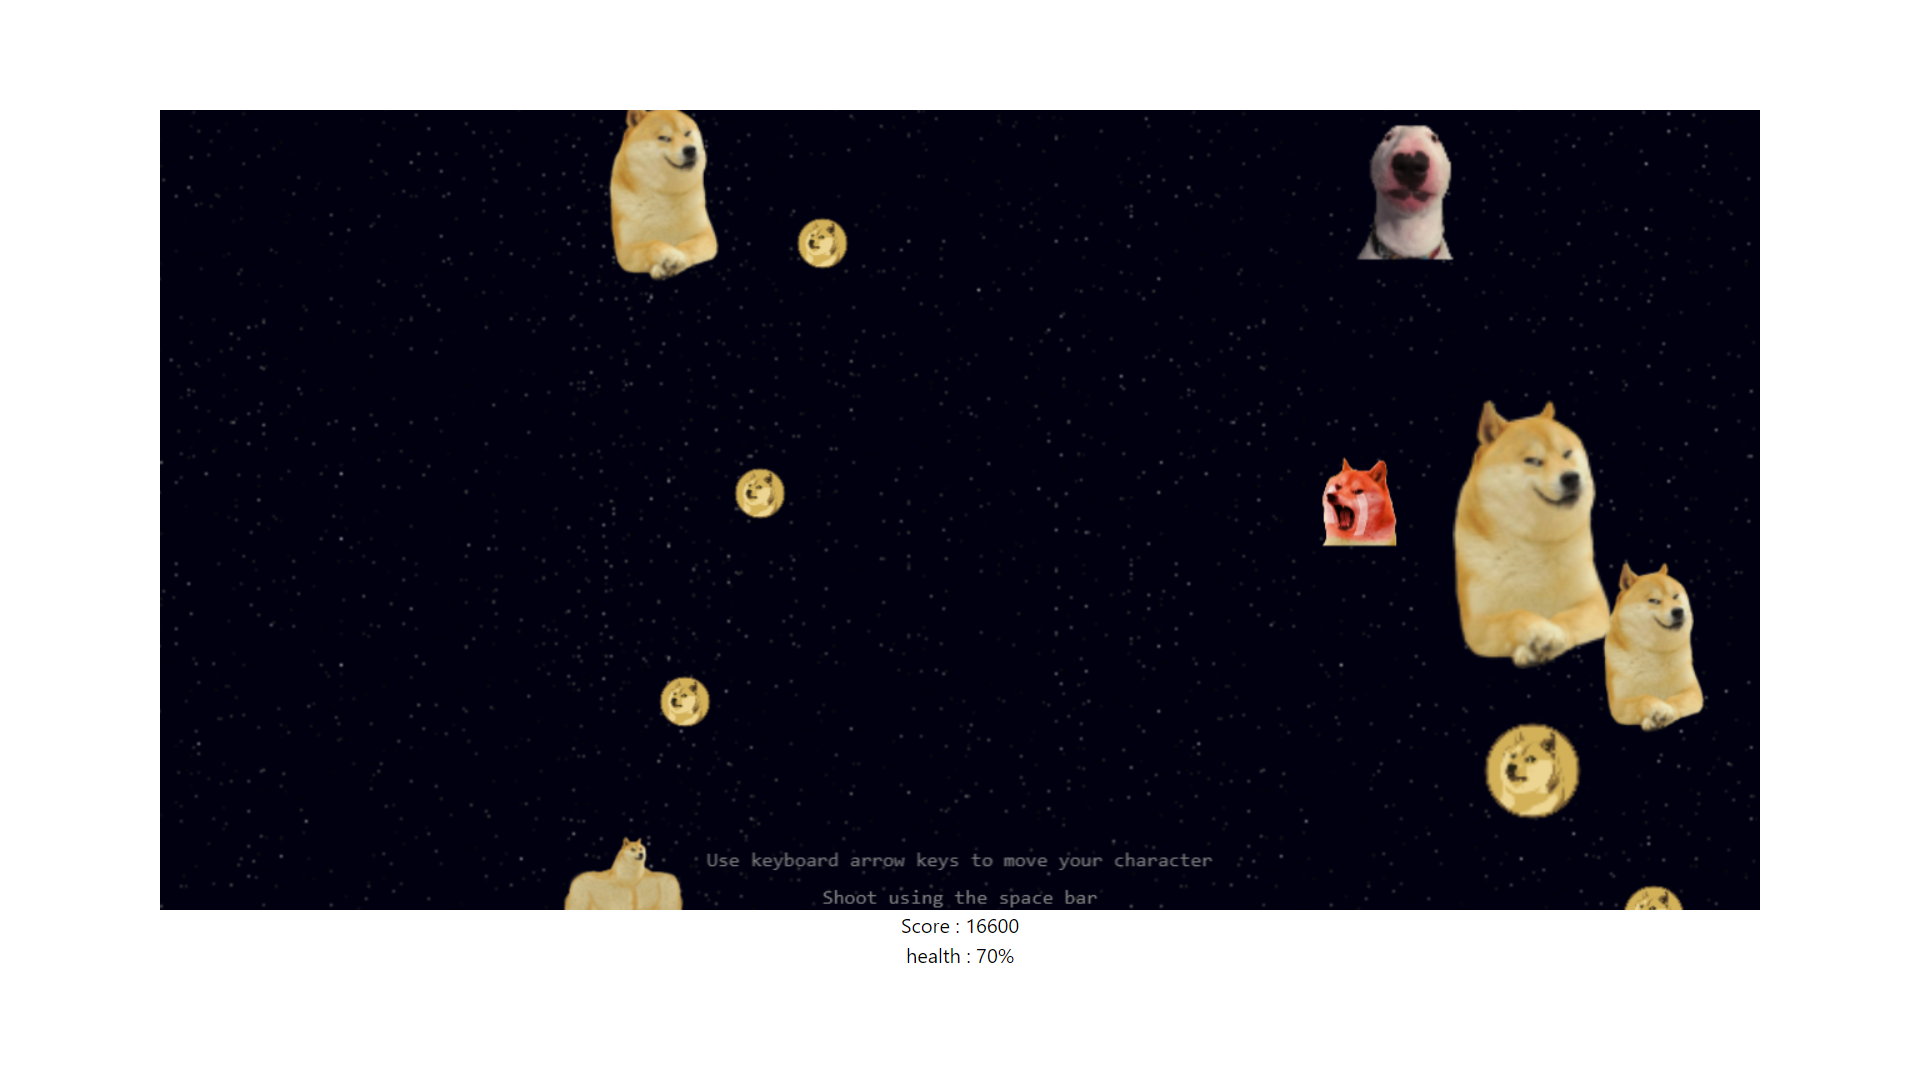 Use keyboard arrow keys to move your character
Shoot using the space bar
Score : 16600
health : 70%